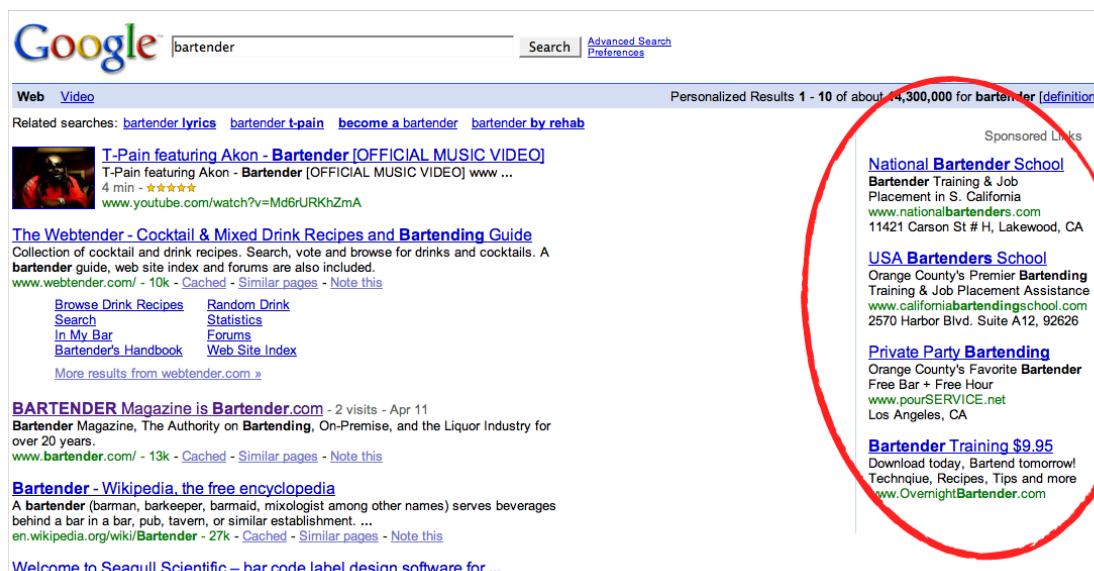 Google™ bartender Search Advanced Search
Preferences
Web Video Personalized Results 1 - 10 of about 14,300,000 for bartender [definition
Related searches: bartender lyrics bartender t-pain become a bartender bartender by rehab
T-Pain featuring Akon - Bartender [OFFICIAL MUSIC VIDEO]
T-Pain featuring Akon - Bartender [OFFICIAL MUSIC VIDEO] www ...
4 min -
www.youtube.com/watch?v=Md6rURKhZmA
The Webtender - Cocktail & Mixed Drink Recipes and Bartending Guide
Collection of cocktail and drink recipes. Search, vote and browse for drinks and cocktails. A
bartender guide, web site index and forums are also included.
www.webtender.com/ - 10k - Cached - Similar pages - Note this
Browse Drink Recipes Random Drink
Search Statistics
In My Bar Forums
Bartender's Handbook Web Site Index
More results from webtender.com »
BARTENDER Magazine is Bartender.com - 2 visits - Apr 11
Bartender Magazine, The Authority on Bartending, On-Premise, and the Liquor Industry for
over 20 years.
www.bartender.com/ - 13k - Cached - Similar pages - Note this
Bartender - Wikipedia, the free encyclopedia
A bartender (barman, barkeeper, barmaid, mixologist among other names) serves beverages
behind a bar in a bar, pub, tavern, or similar establishment. ...
en.wikipedia.org/wiki/Bartender - 27k - Cached - Similar pages - Note this
Welcome to Seagull Scientific – bar code label design software for ...
Sponsored Links
National Bartender School
Bartender Training & Job
Placement in S. California
www.nationalbartenders.com
11421 Carson St # H, Lakewood, CA
USA Bartenders School
Orange County's Premier Bartending
Training & Job Placement Assistance
www.californiabartendingschool.com
2570 Harbor Blvd. Suite A12, 92626
Private Party Bartending
Orange County's Favorite Bartender
Free Bar + Free Hour
www.pourSERVICE.net
Los Angeles, CA
Bartender Training $9.95
Download today, Bartend tomorrow!
Technqiue, Recipes, Tips and more
www.OvernightBartender.com